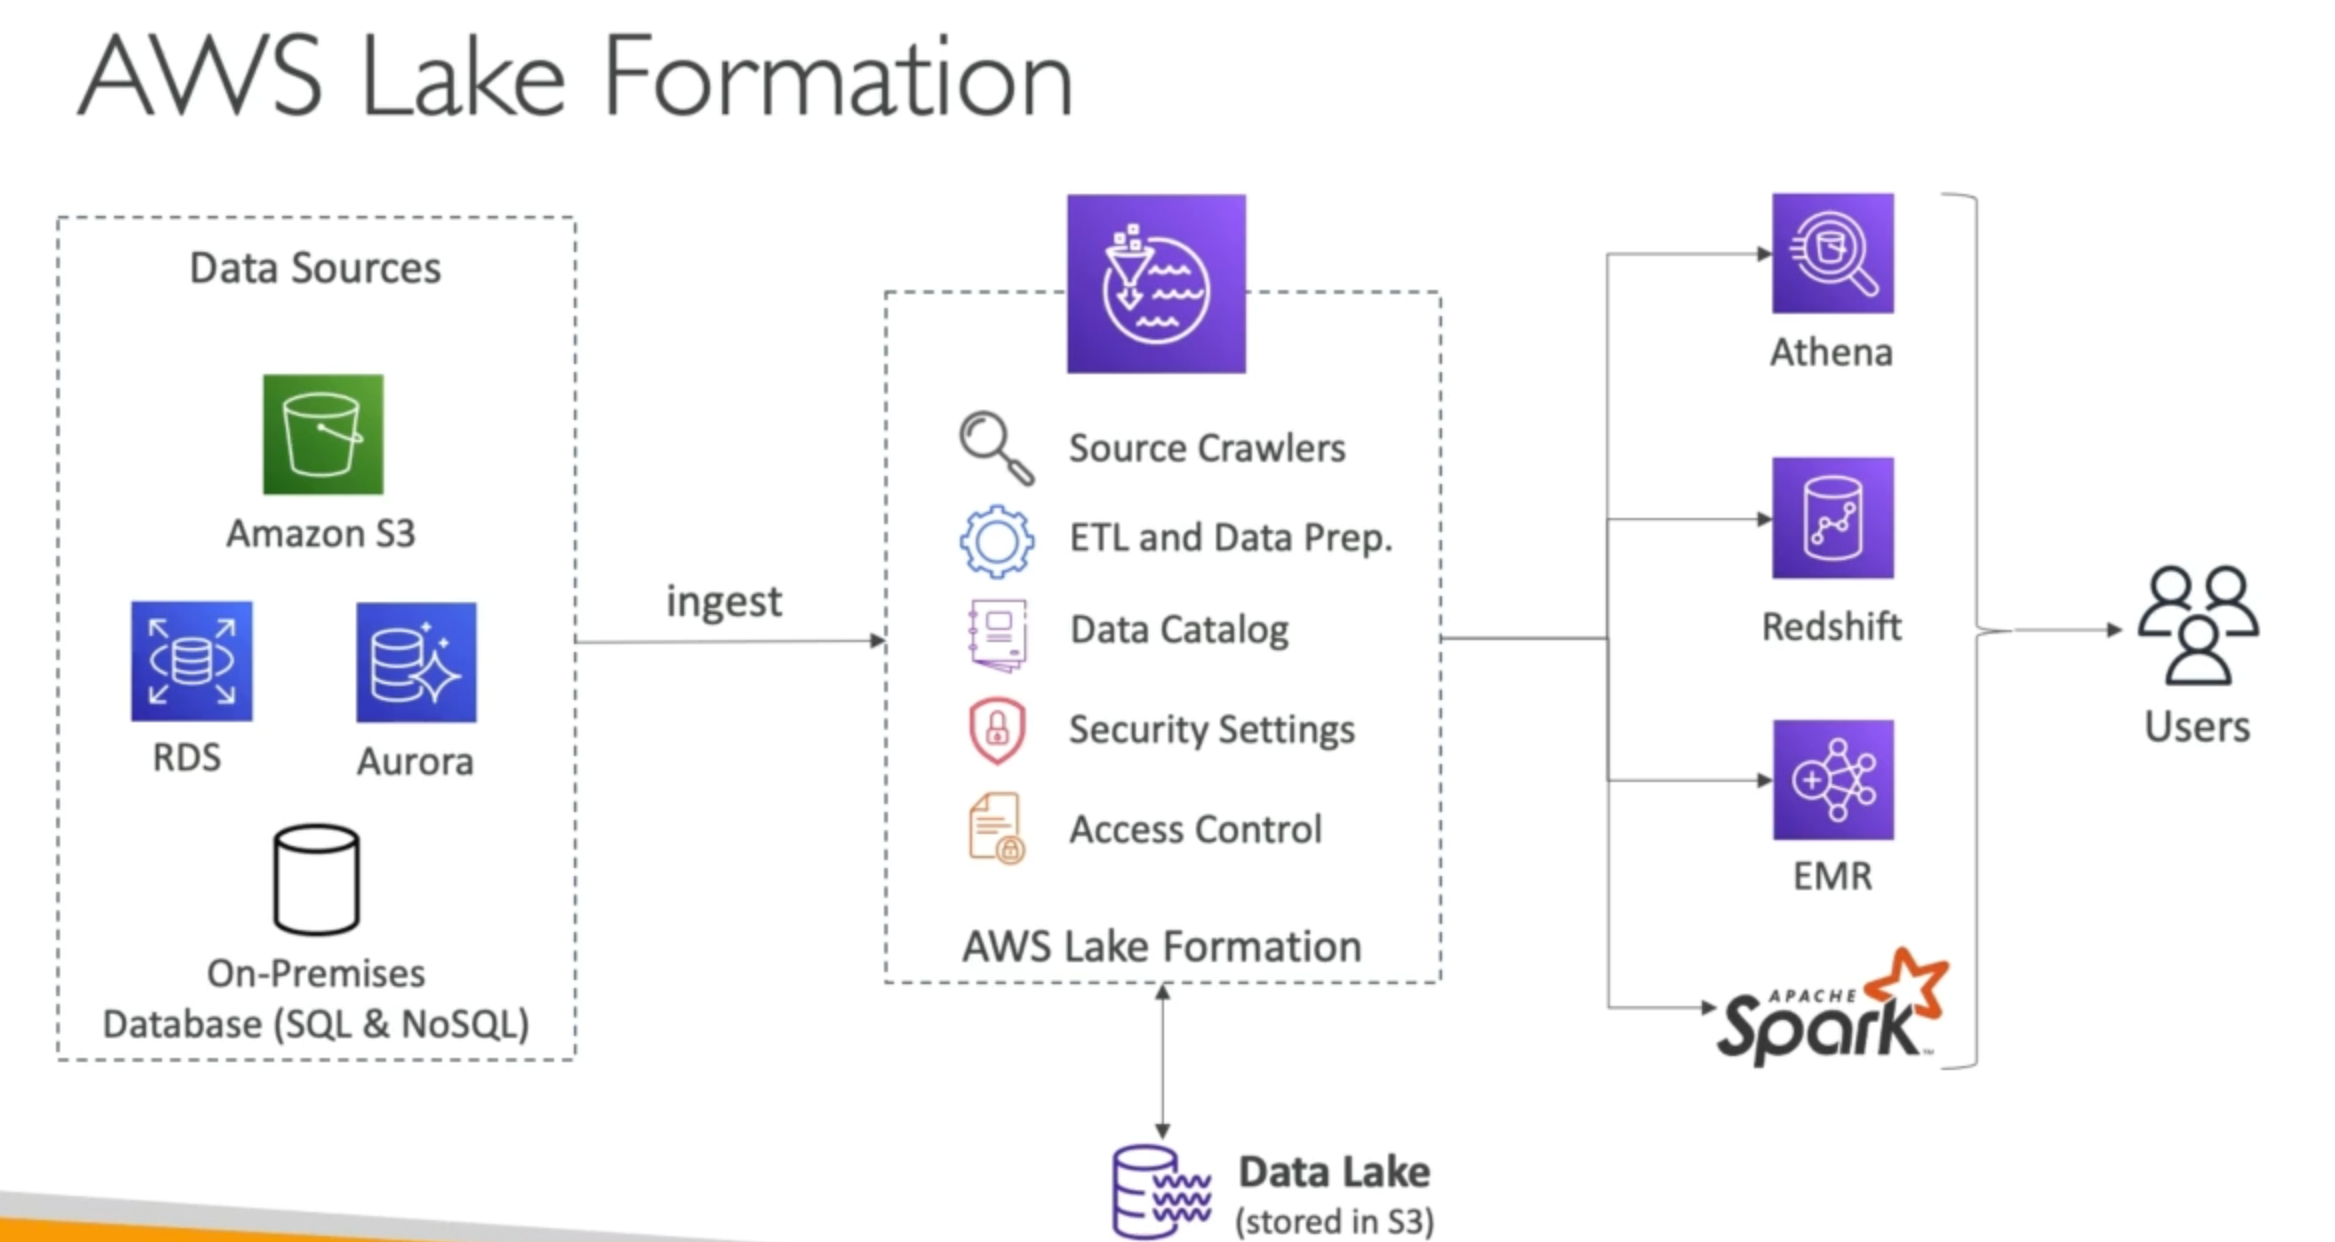 AWS Lake Formation
Data Sources
Amazon S3
RDS
Aurora
On-Premises
Database (SQL & NoSQL)
ingest
Source Crawlers
ETL and Data Prep.
Data Catalog
Security Settings
Access Control
AWS Lake Formation
Data Lake
(stored in S3)
Athena
Redshift
EMR
APACHE
Spark™
Users